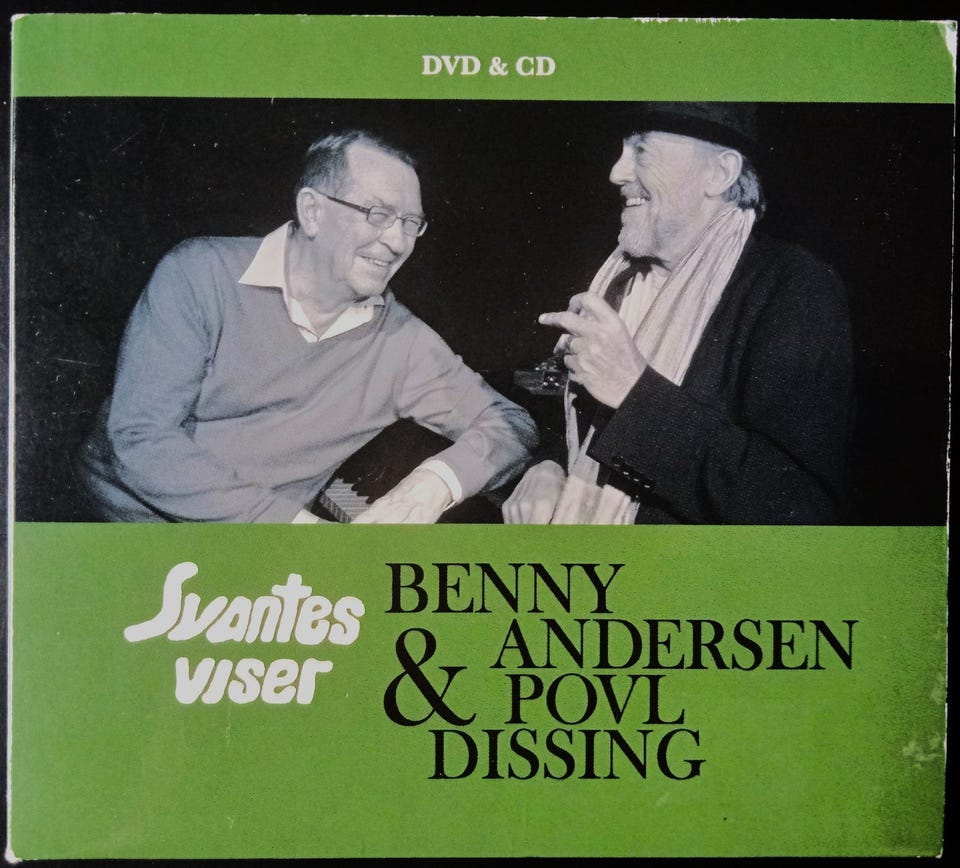 DVD & CD
Svantes
viser
BENNY
ANDERSEN
& POVL
DISSING